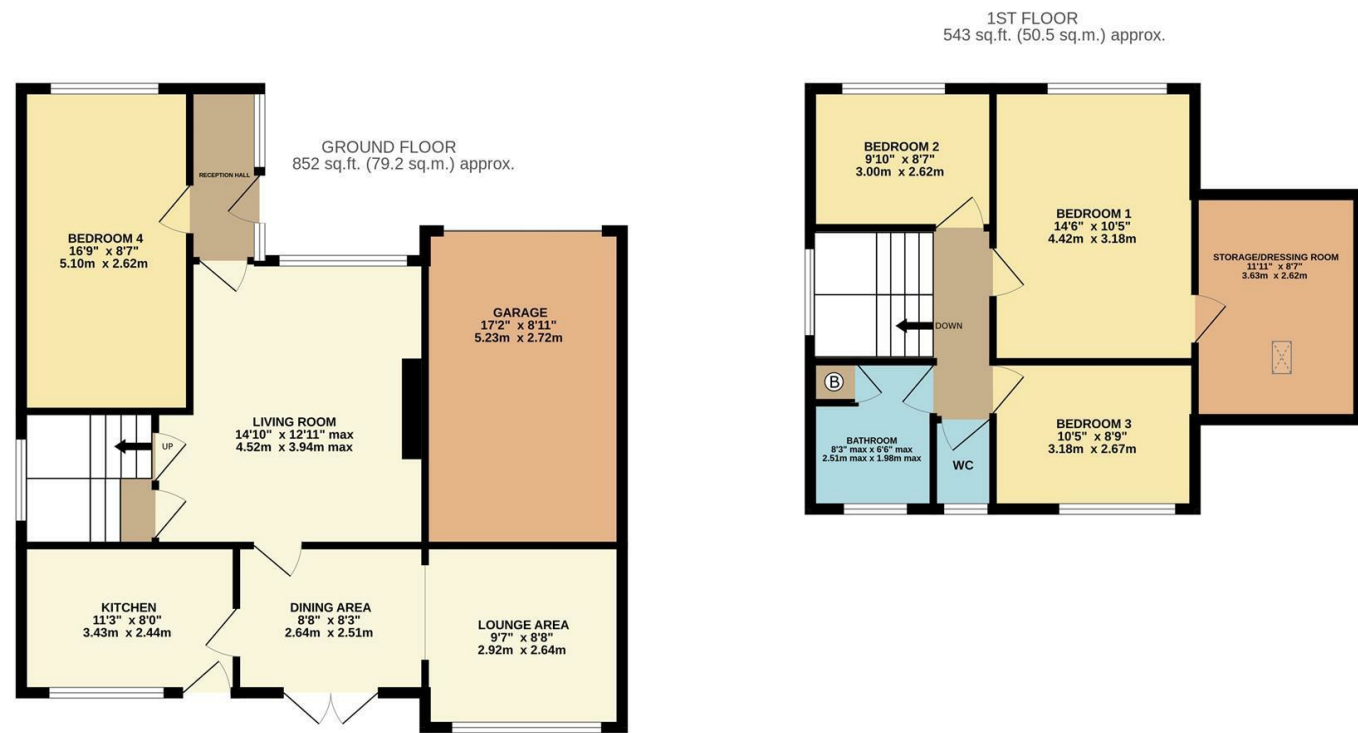 GROUND FLOOR
852 sq.ft. (79.2 sq.m.) approx.
RECEPTION HALL
BEDROOM 4
16'9" x 8'7"
5.10m x 2.62m
GARAGE
17'2" x 8'11"
5.23m x 2.72m
LIVING ROOM
14'10" x 12'11" max
4.52m x 3.94m max
UP
KITCHEN
11'3" x 8'0"
3.43m x 2.44m
DINING AREA
8'8" x 8'3"
2.64m x 2.51m
LOUNGE AREA
9'7" x 8'8"
2.92m x 2.64m
1ST FLOOR
543 sq.ft. (50.5 sq.m.) approx.
BEDROOM 2
9'10" x 8'7"
3.00m x 2.62m
BEDROOM 1
14'6" x 10'5"
4.42m x 3.18m
STORAGE/DRESSING ROOM
11'11" x 8'7"
3.63m x 2.62m
DOWN
B
BATHROOM
8'3" max x 6'6" max
2.51m max x 1.98m max
WC
BEDROOM 3
10'5" x 8'9"
3.18m x 2.67m